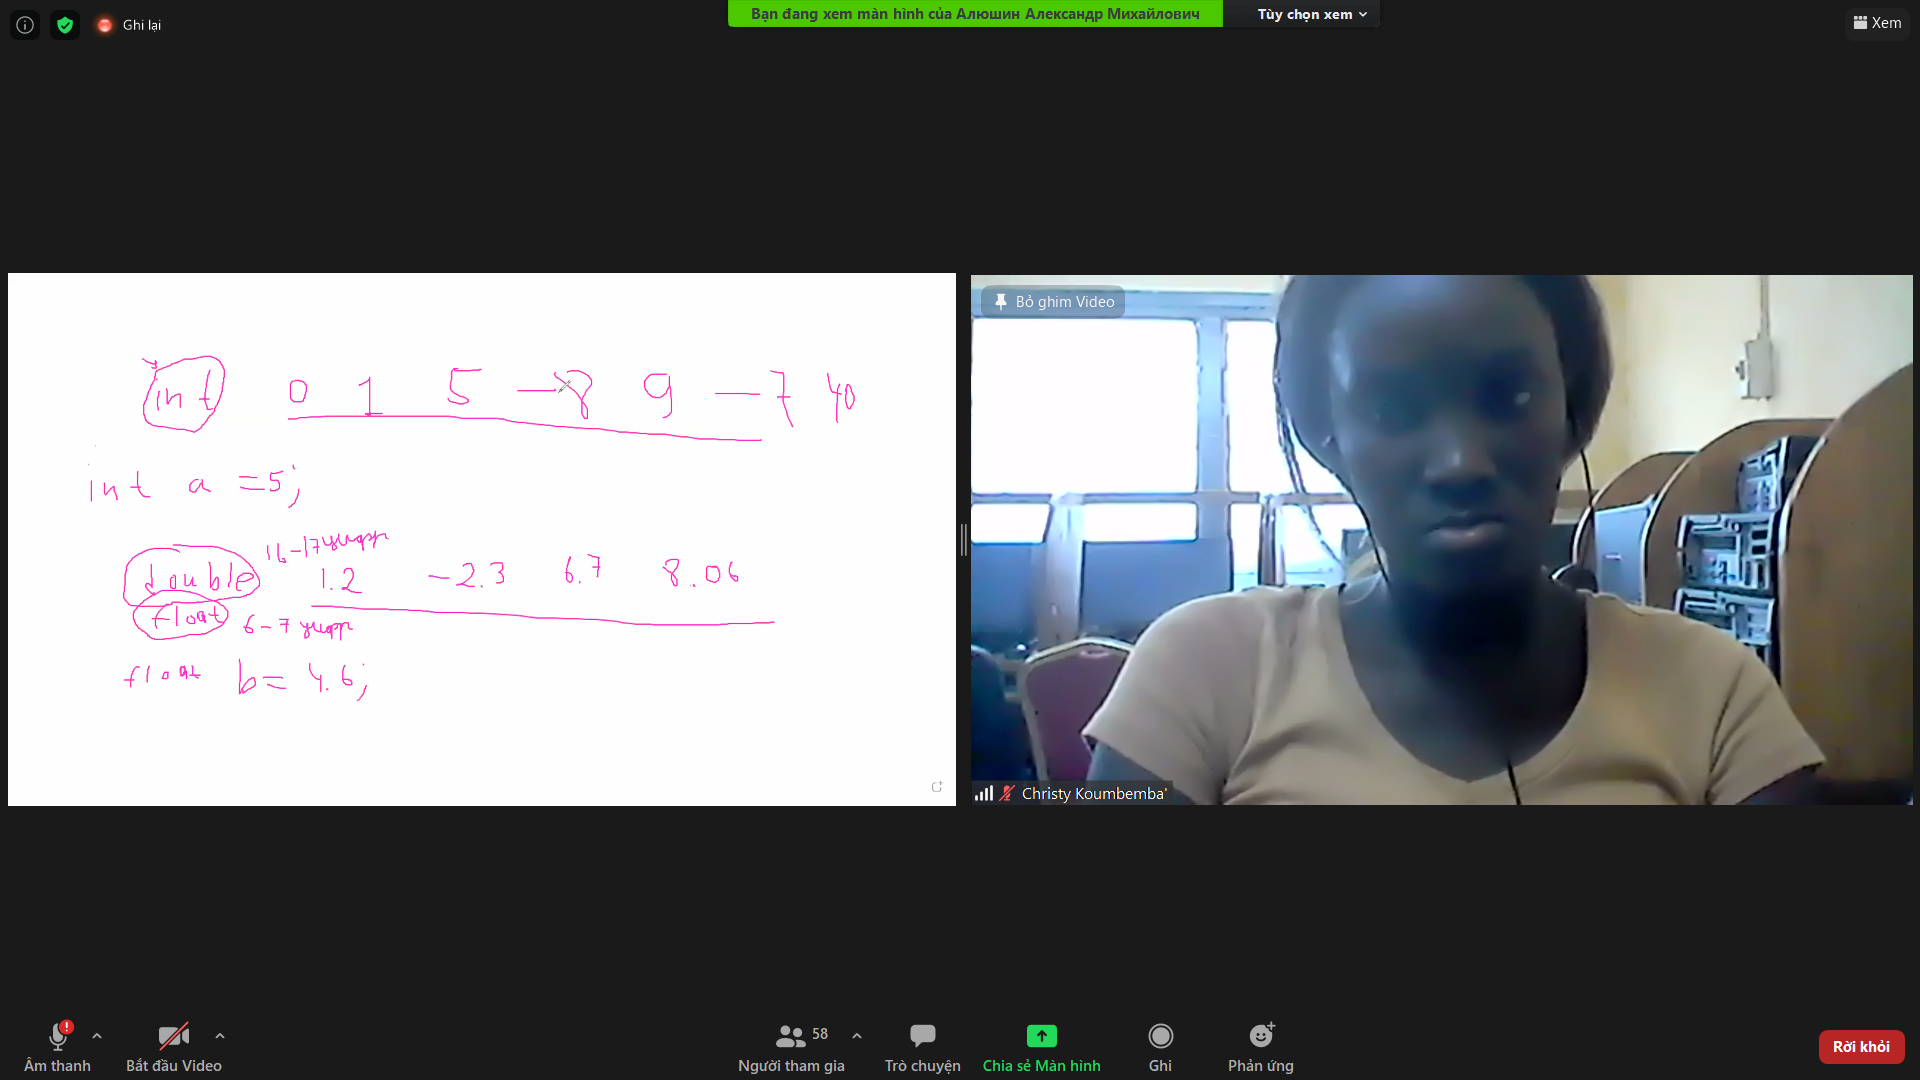 Ghi lại
Bạn đang xem màn hình của Алюшин Александр Михайлович
Tùy chọn xem
Xem
int 0 1 5 -8 9 -7 40
int a =5;
16-17 цифр
double 1.2 -2.3 6.7 8.06
float 6-7 цифр
float b= 4.6;
Bỏ ghim Video
Christy Koumbemba'
Âm thanh
Bắt đầu Video
58
Người tham gia
Trò chuyện
Chia sẻ Màn hình
Ghi
Phản ứng
Rời khỏi